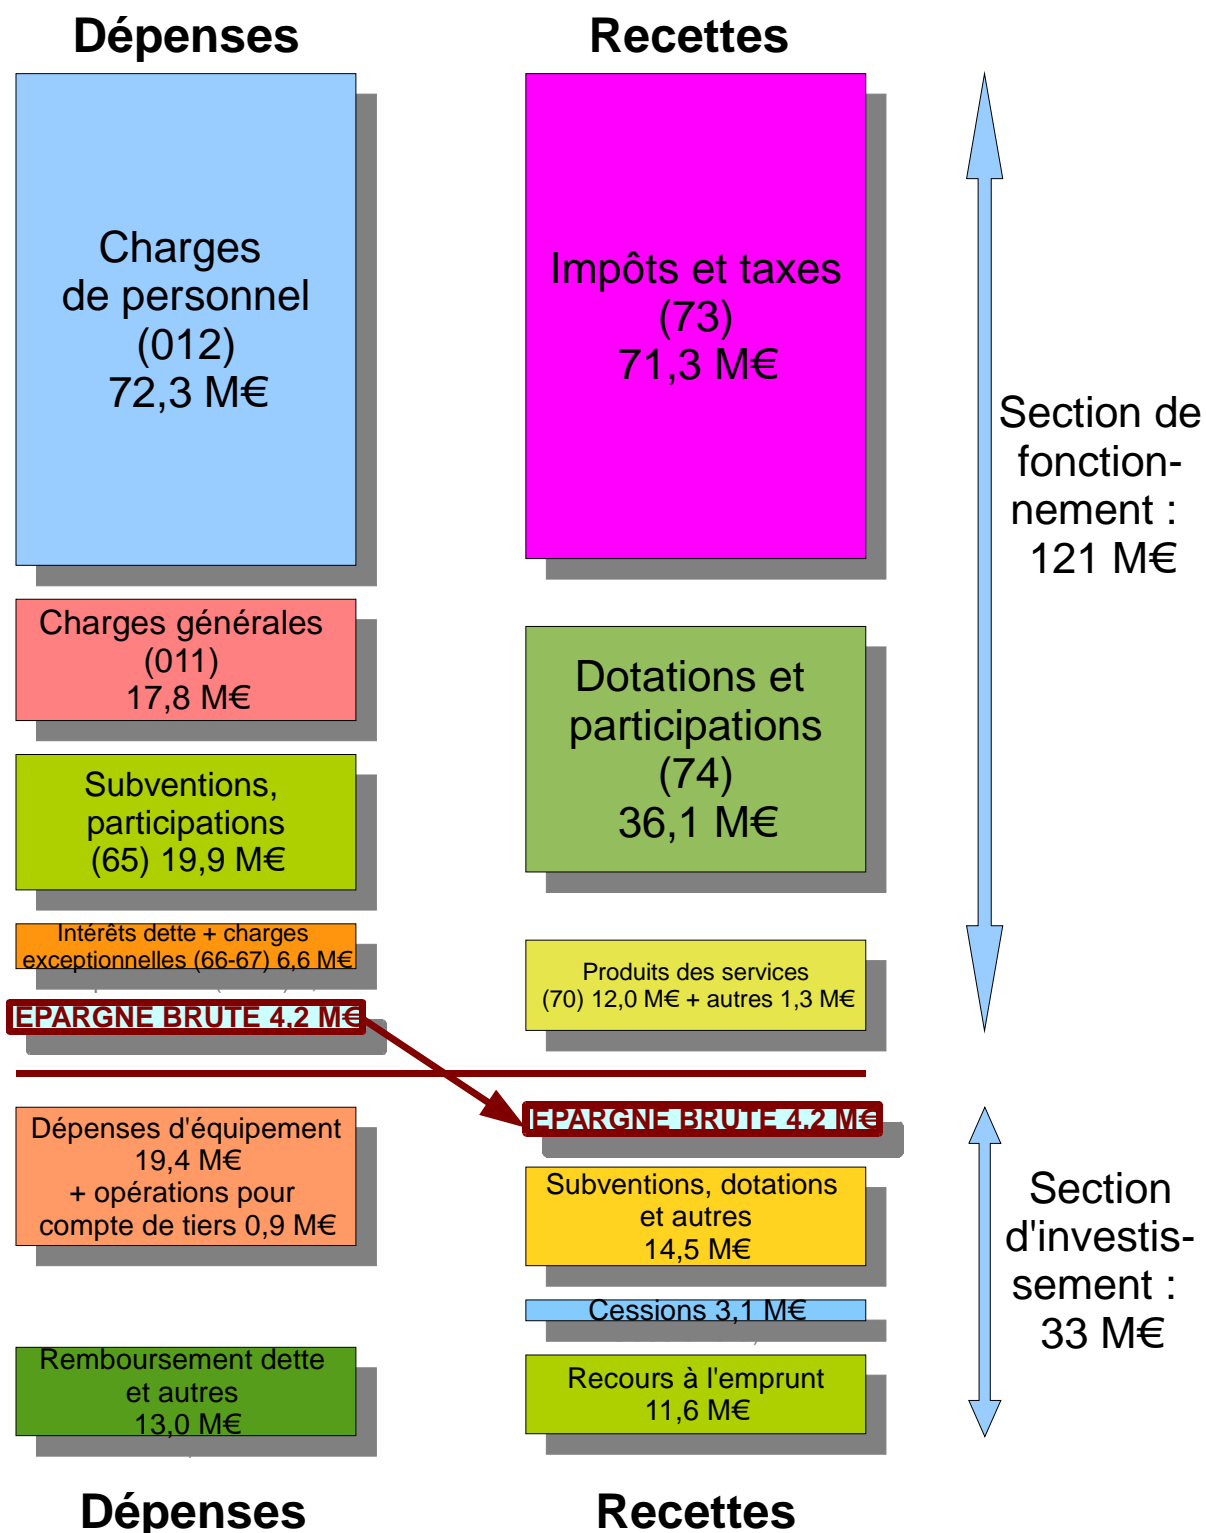 Dépenses
Recettes
Charges
de personnel
(012)
72,3 M€
Charges générales
(011)
17,8 M€
Subventions,
participations
(65) 19,9 M€
Intérêts dette + charges
exceptionnelles (66-67) 6,6 M€
EPARGNE BRUTE 4,2 M€
Impôts et taxes
(73)
71,3 M€
Dotations et
participations
(74)
36,1 M€
Produits des services
(70) 12,0 M€ + autres 1,3 M€
Section de
fonction-
nement :
121 M€
Dépenses d'équipement
19,4 M€
+ opérations pour
compte de tiers 0,9 M€
Remboursement dette
et autres
13,0 M€
EPARGNE BRUTE 4,2 M€
Subventions, dotations
et autres
14,5 M€
Cessions 3,1 M€
Recours à l'emprunt
11,6 M€
Section
d'investis-
sement :
33 M€
Dépenses
Recettes